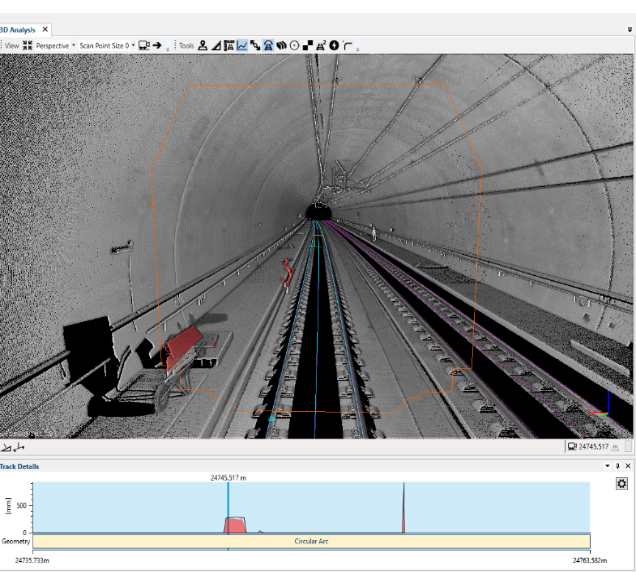 3D Analysis X
View Perspective Scan Point Size 0 Tools
24745.517 m
Track Details
24745.517 m
[mm]
500
0
Geometry Circular Arc
24735.733m 24763.582m